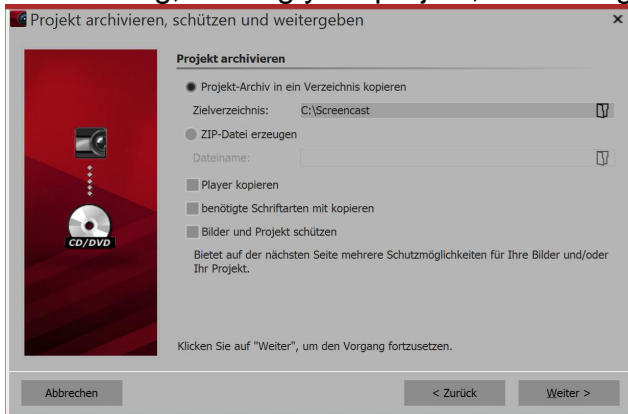 Projekt archivieren, schützen und weitergeben
Projekt archivieren
Projekt-Archiv in ein Verzeichnis kopieren
Zielverzeichnis: C:\Screencast
ZIP-Datei erzeugen
Dateiname:
Player kopieren
benötigte Schriftarten mit kopieren
Bilder und Projekt schützen
Bietet auf der nächsten Seite mehrere Schutzmöglichkeiten für Ihre Bilder und/oder
Ihr Projekt.
CD/DVD
Klicken Sie auf "Weiter", um den Vorgang fortzusetzen.
Abbrechen < Zurück Weiter >